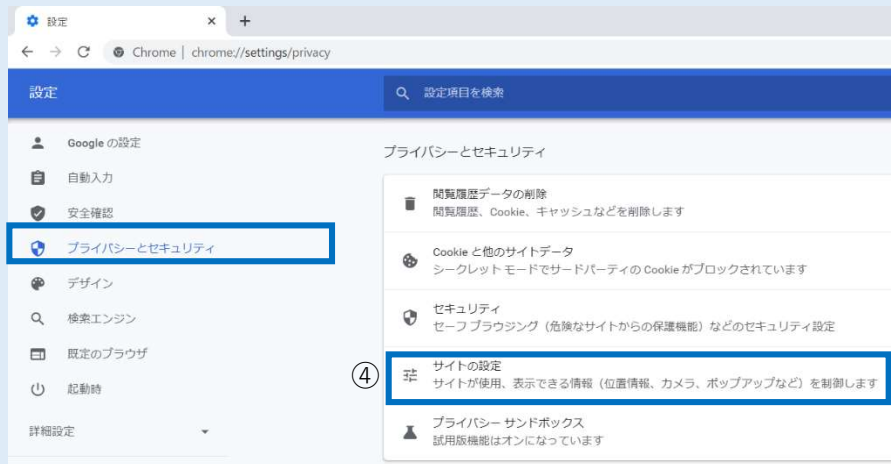 設定
Chrome | chrome://settings/privacy
設定
設定項目を検索
Google の設定
自動入力
安全確認
プライバシーとセキュリティ
デザイン
検索エンジン
既定のブラウザ
起動時
詳細設定
プライバシーとセキュリティ
閲覧履歴データの削除
閲覧履歴、Cookie、キャッシュなどを削除します
Cookie と他のサイトデータ
シークレット モードでサードパーティの Cookie がブロックされています
セキュリティ
セーフ ブラウジング（危険なサイトからの保護機能）などのセキュリティ設定
④
サイトの設定
サイトが使用、表示できる情報（位置情報、カメラ、ポップアップなど）を制御します
プライバシー サンドボックス
試用版機能はオンになっています